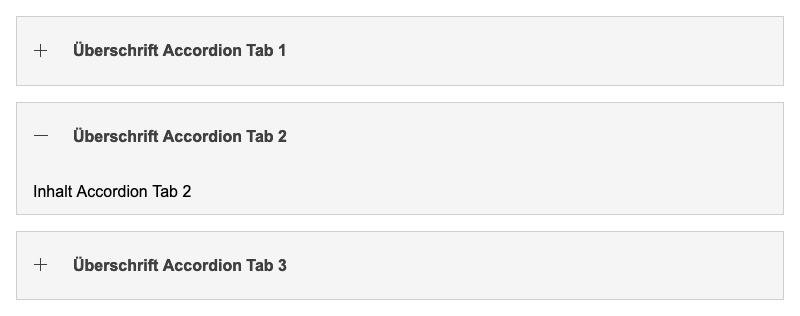 Überschrift Accordion Tab 1
Überschrift Accordion Tab 2
Inhalt Accordion Tab 2
Überschrift Accordion Tab 3